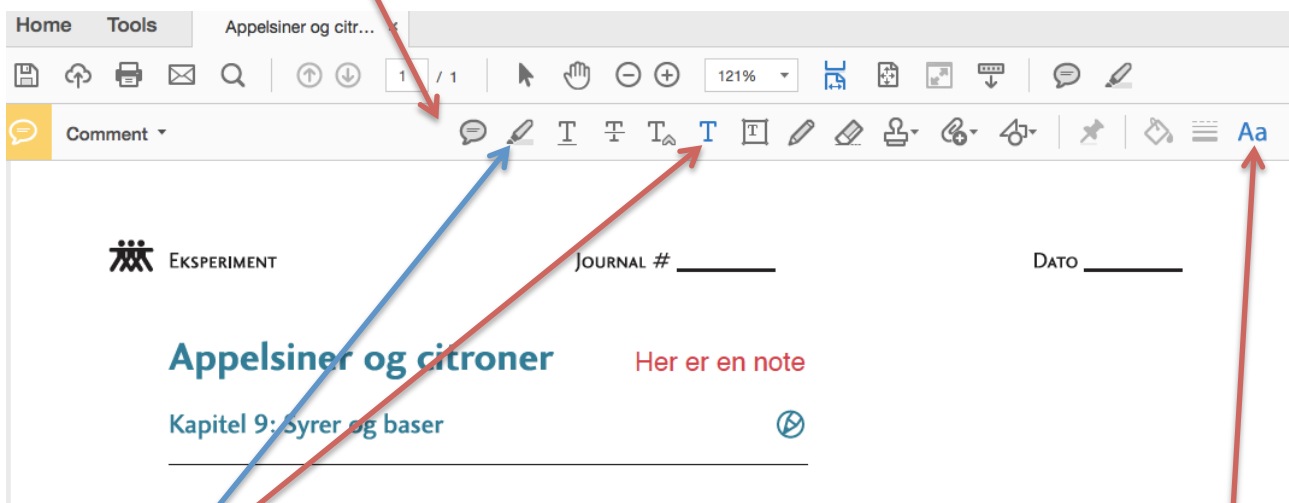 Home Tools Appelsiner og citr... ×
1 / 1 121%
Comment T T T T T Aa
EKSPERIMENT JOURNAL # DATO
Appelsiner og citroner Her er en note
Kapitel 9: Syrer og baser